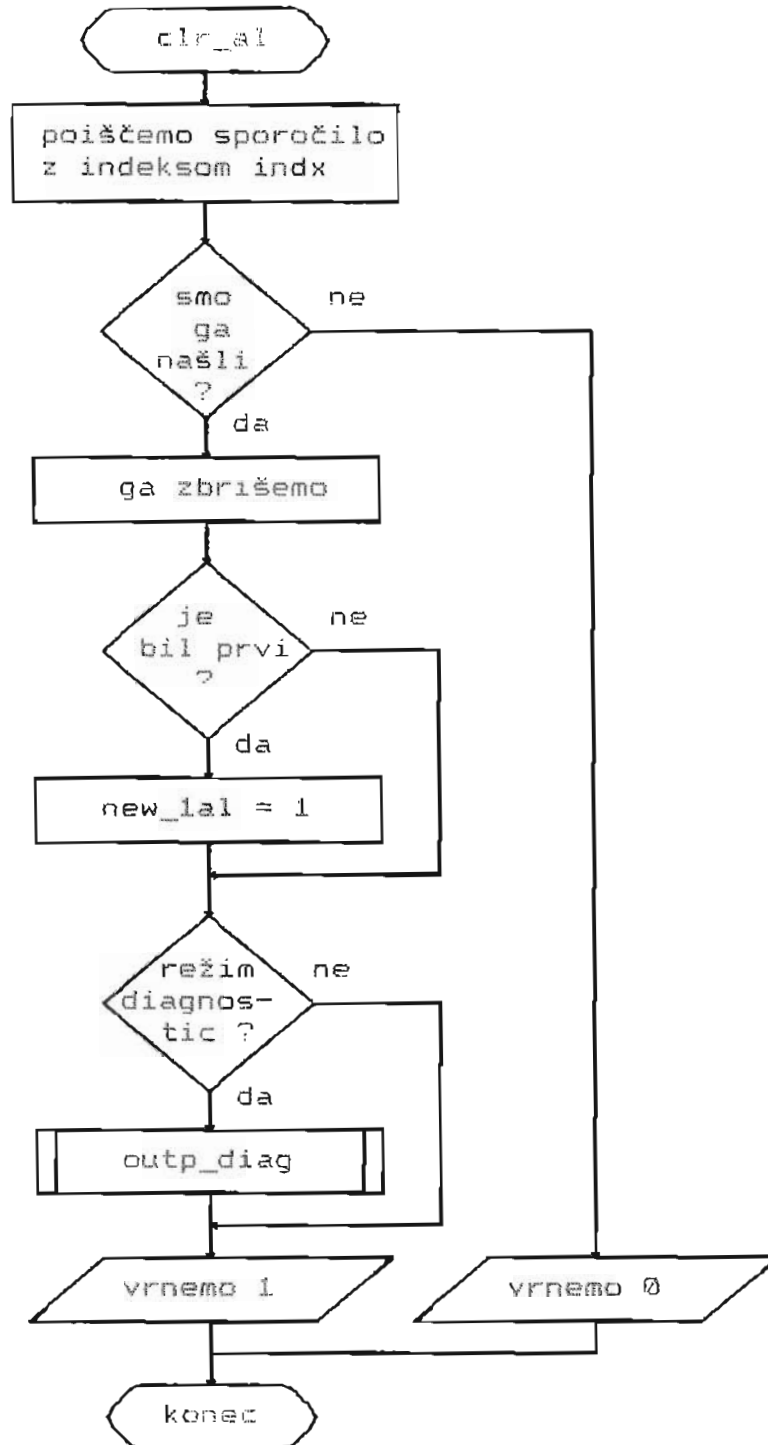 clr_al
poiščemo sporočilo
z indeksom indx
smo
ga
našli
?
ne
da
ga zbrišemo
je
bil prvi
?
ne
da
new_1al = 1
režim
diagnos-
tic ?
ne
da
outp_diag
vrnemo 1
vrnemo 0
konec